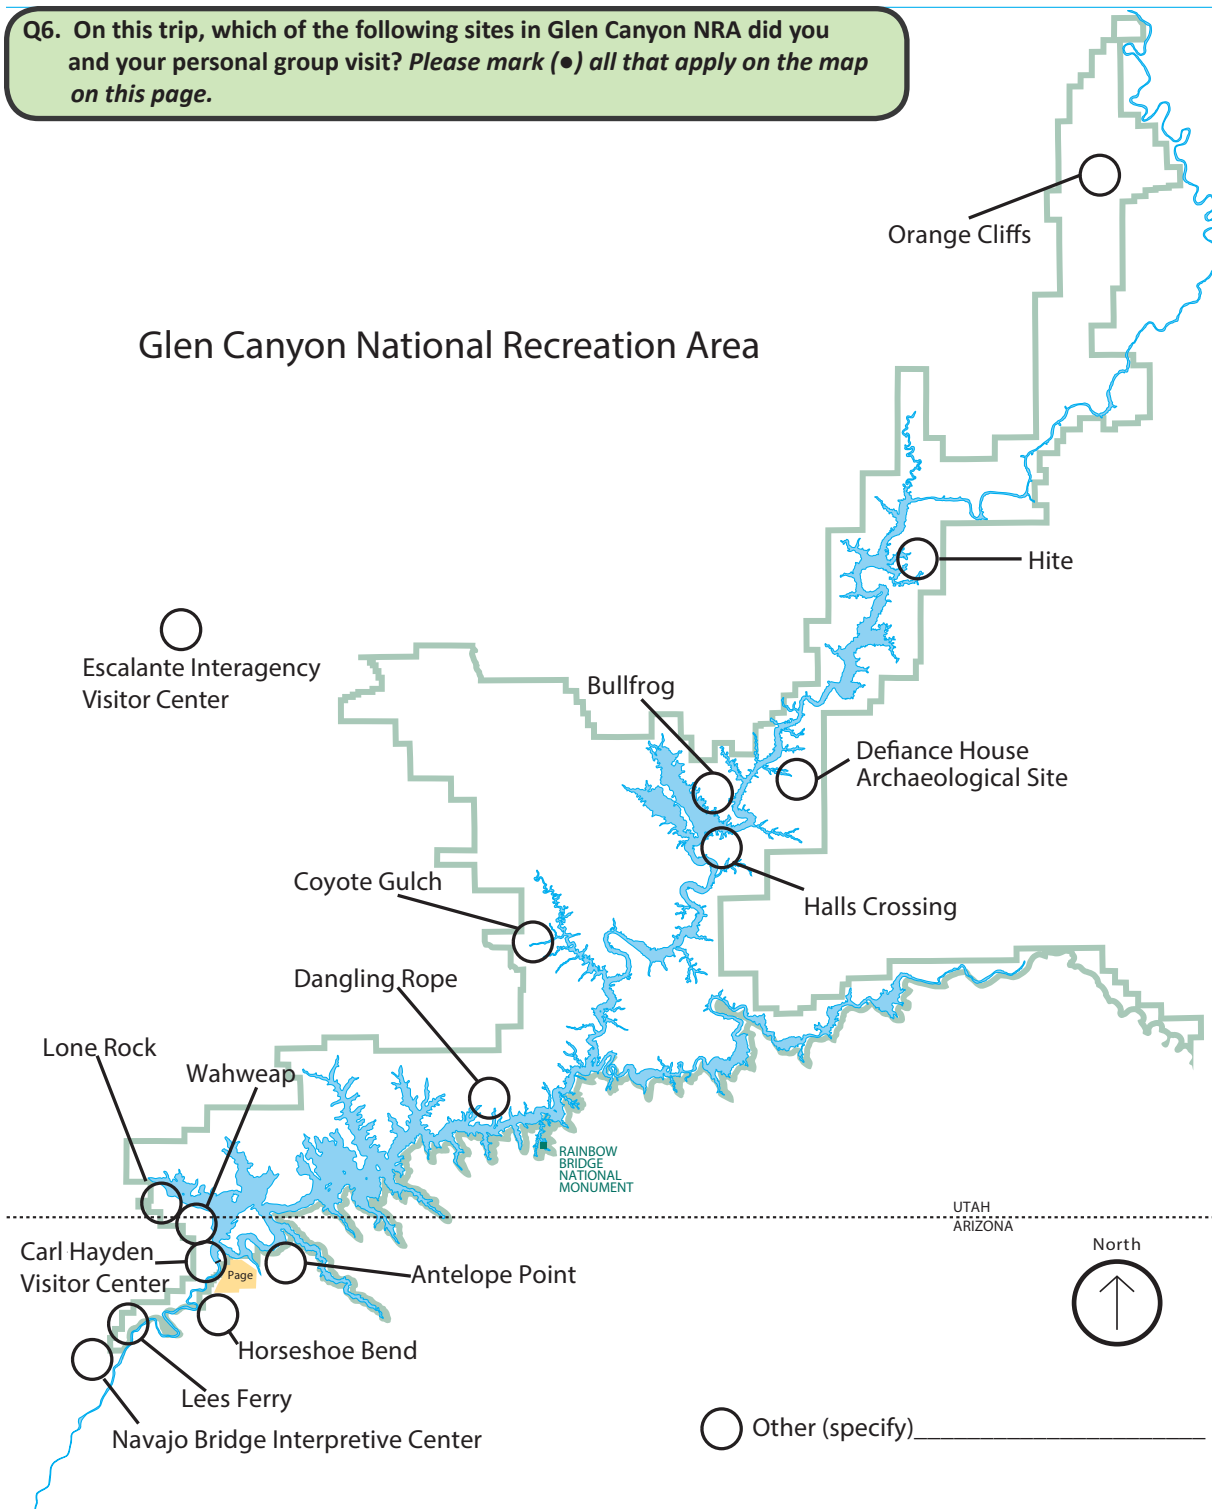 Q6. On this trip, which of the following sites in Glen Canyon NRA did you
and your personal group visit? Please mark (●) all that apply on the map
on this page.
Orange Cliffs
Glen Canyon National Recreation Area
Hite
Escalante Interagency
Visitor Center
Bullfrog
Defiance House
Archaeological Site
Coyote Gulch
Halls Crossing
Dangling Rope
Lone Rock
Wahweap
RAINBOW
BRIDGE
NATIONAL
MONUMENT
UTAH
ARIZONA
Carl Hayden
Visitor Center
Page
Antelope Point
North
Horseshoe Bend
Lees Ferry
Navajo Bridge Interpretive Center
Other (specify)______________________